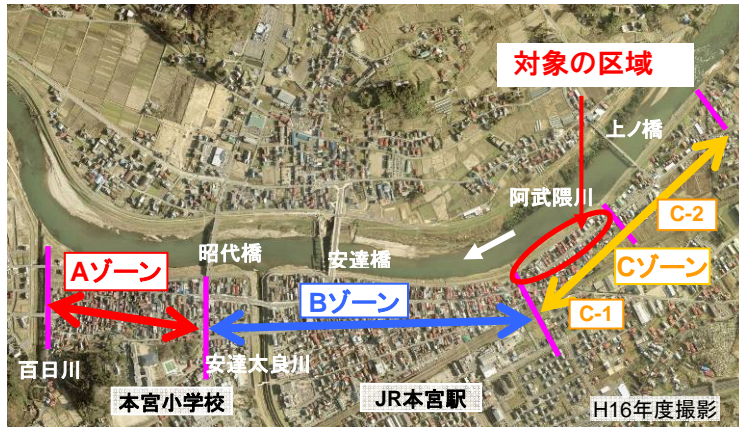 対象の区域
上ノ橋
阿武隈川
C-2
昭代橋
安達橋
Cゾーン
Aゾーン
Bゾーン
C-1
百日川
安達太良川
本宮小学校
JR本宮駅
H16年度撮影